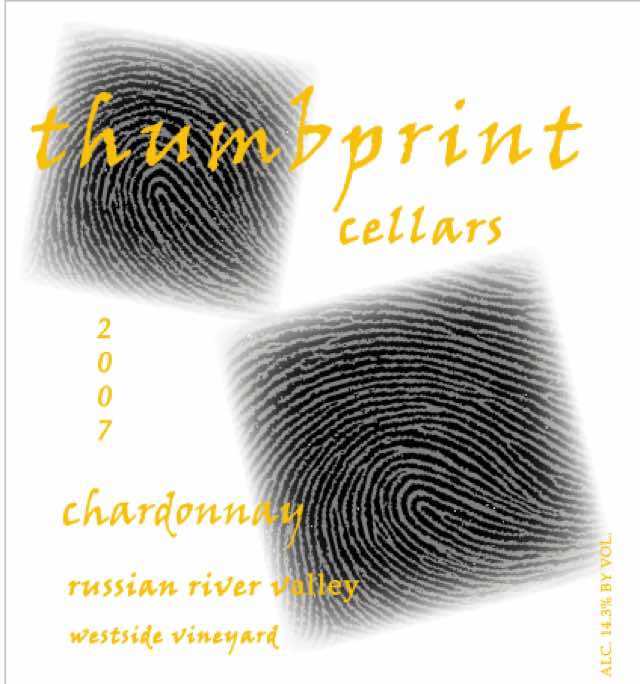 thumbprint
cellars
2
0
0
7
chardonnay
russian river valley
westside vineyard
ALC. 14.3% BY VOL.